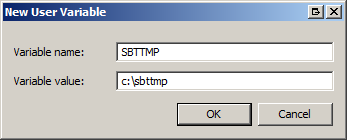 New User Variable
Variable name: SBTTMP
Variable value: c:\sbttmp
OK Cancel